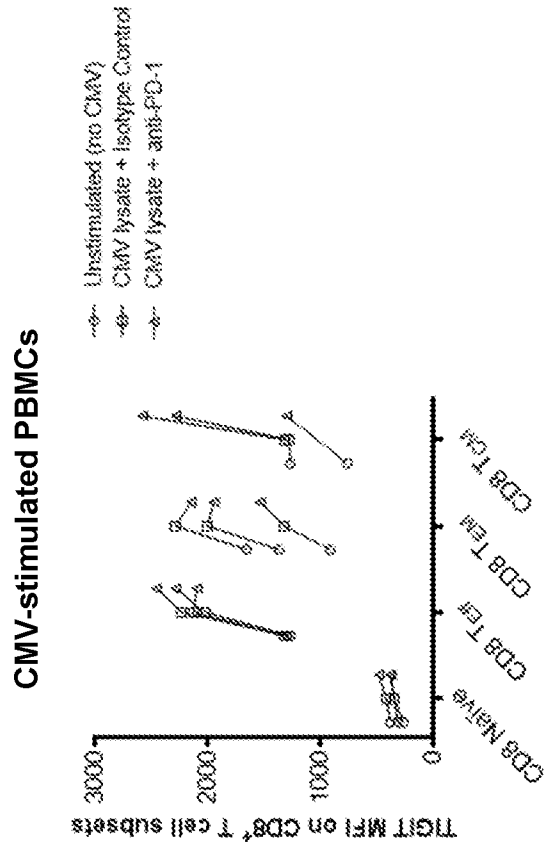 CMV-stimulated PBMCs
Unstimulated (no CMV)
CMV lysate + Isotype Control
CMV lysate + anti-PD-1
TIGIT MFI on CD8⁺ T cell subsets
3000
2000
1000
0
CD8 Naïve
CD8 TEff
CD8 TEM
CD8 TCM